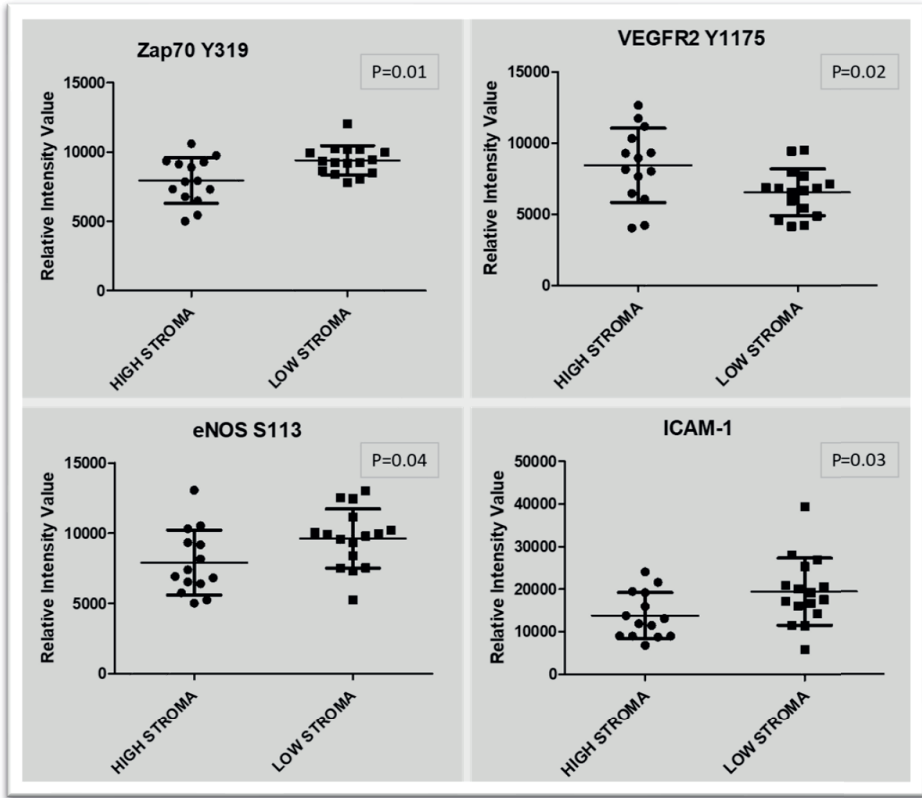 Zap70 Y319
P=0.01
Relative Intensity Value
15000
10000
5000
0
HIGH STROMA
LOW STROMA
VEGFR2 Y1175
P=0.02
Relative Intensity Value
15000
10000
5000
0
HIGH STROMA
LOW STROMA
eNOS S113
P=0.04
Relative Intensity Value
15000
10000
5000
0
HIGH STROMA
LOW STROMA
ICAM-1
P=0.03
Relative Intensity Value
50000
40000
30000
20000
10000
0
HIGH STROMA
LOW STROMA